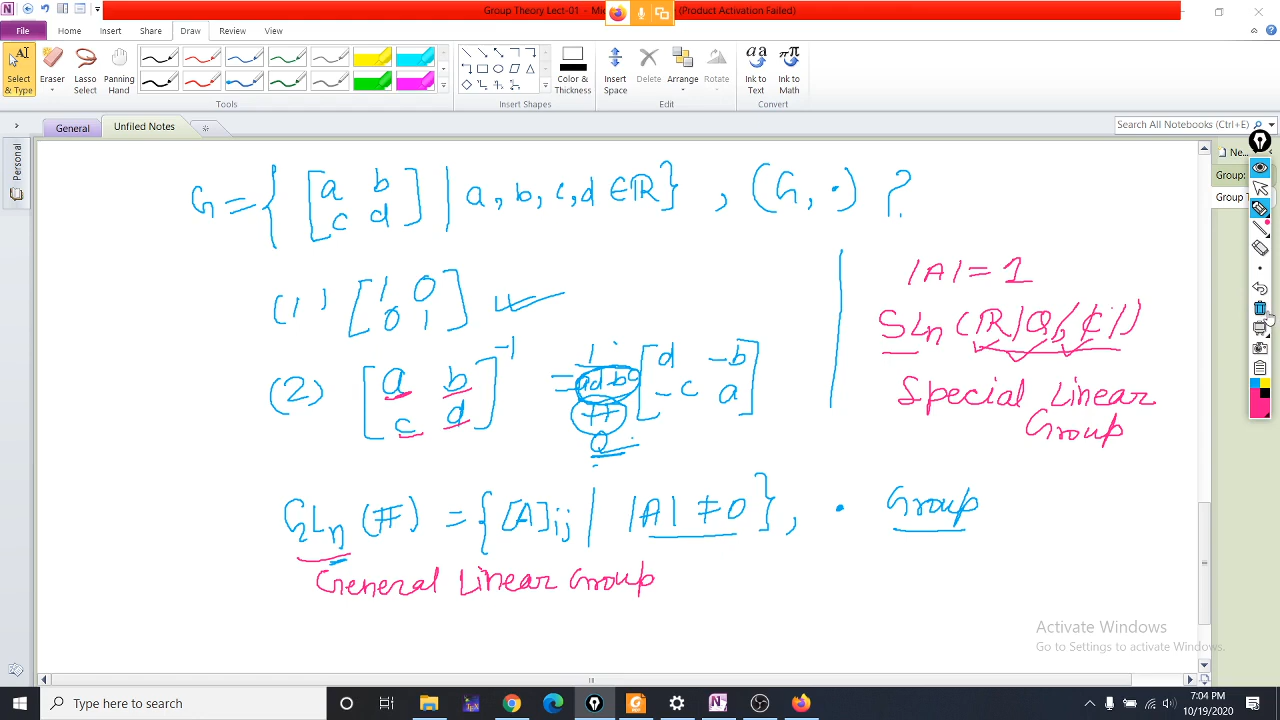 Group Theory Lect-01 - Mi (Product Activation Failed)
File Home Insert Share Draw Review View
Select & Type Eraser Lasso Select Panning Hand Color & Thickness Insert Space Delete Arrange Rotate Ink to Text Ink to Math
Tools Insert Shapes Edit Convert
General Unfiled Notes Search All Notebooks (Ctrl+E)
Personal
Ne
Group:
Group T
G = { [a b c d] | a, b, c, d ∈ ℝ } , (G, ·) ?
(1) [1 0 0 1] ✓
|A| = 1
SLn (ℝ/Q/ℂ/)
(2) [a b c d]^-1 = 1/ad-bc [d -b -c a]
≠
Special Linear
Group
GLn (F) = { [A]ij | |A| ≠ 0 }, · Group
General Linear Group
Activate Windows
Go to Settings to activate Windows.
Type here to search
7:04 PM
10/19/2020